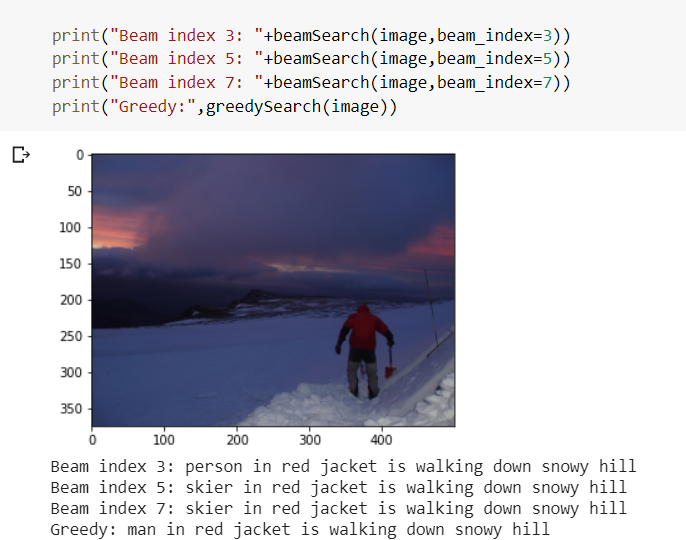 print("Beam index 3: "+beamSearch(image,beam_index=3))
print("Beam index 5: "+beamSearch(image,beam_index=5))
print("Beam index 7: "+beamSearch(image,beam_index=7))
print("Greedy:",greedySearch(image))
0
50
100
150
200
250
300
350
0 100 200 300 400
Beam index 3: person in red jacket is walking down snowy hill
Beam index 5: skier in red jacket is walking down snowy hill
Beam index 7: skier in red jacket is walking down snowy hill
Greedy: man in red jacket is walking down snowy hill